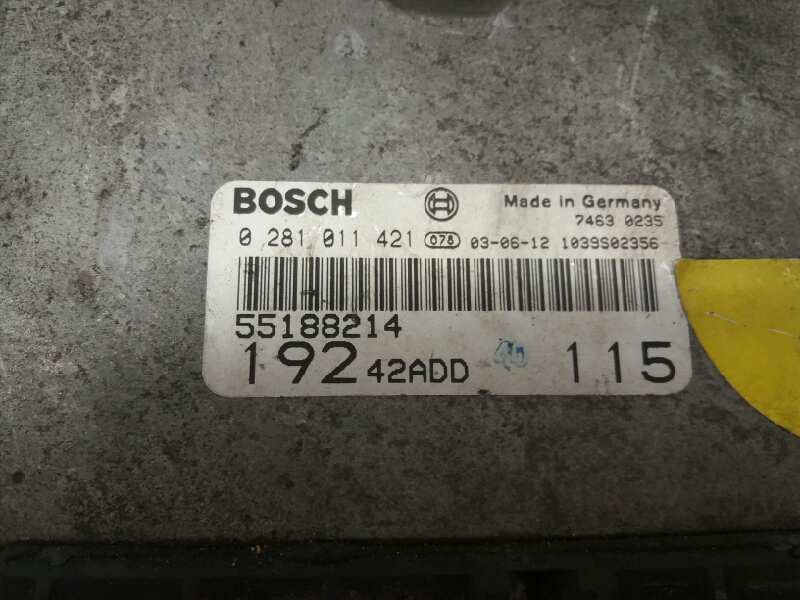 BOSCH Made in Germany
7463 0235
0 281 011 421 078 03-06-12 1039S02356
55188214
192 42ADD 115